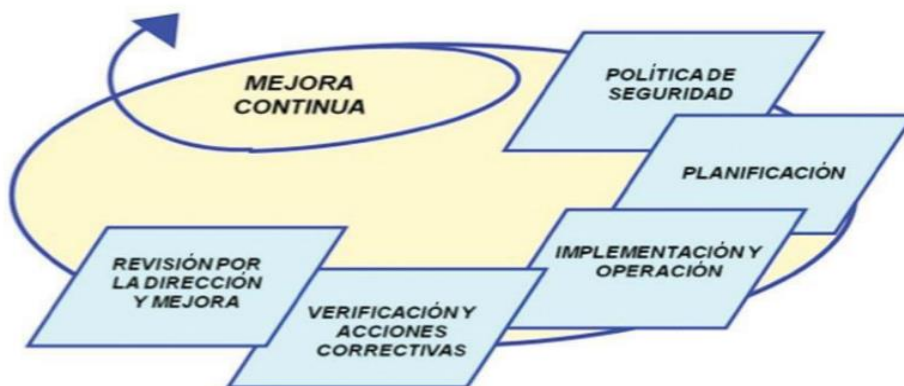 MEJORA
CONTINUA
POLÍTICA DE
SEGURIDAD
PLANIFICACIÓN
IMPLEMENTACIÓN Y
OPERACIÓN
VERIFICACIÓN Y
ACCIONES
CORRECTIVAS
REVISIÓN POR
LA DIRECCIÓN
Y MEJORA